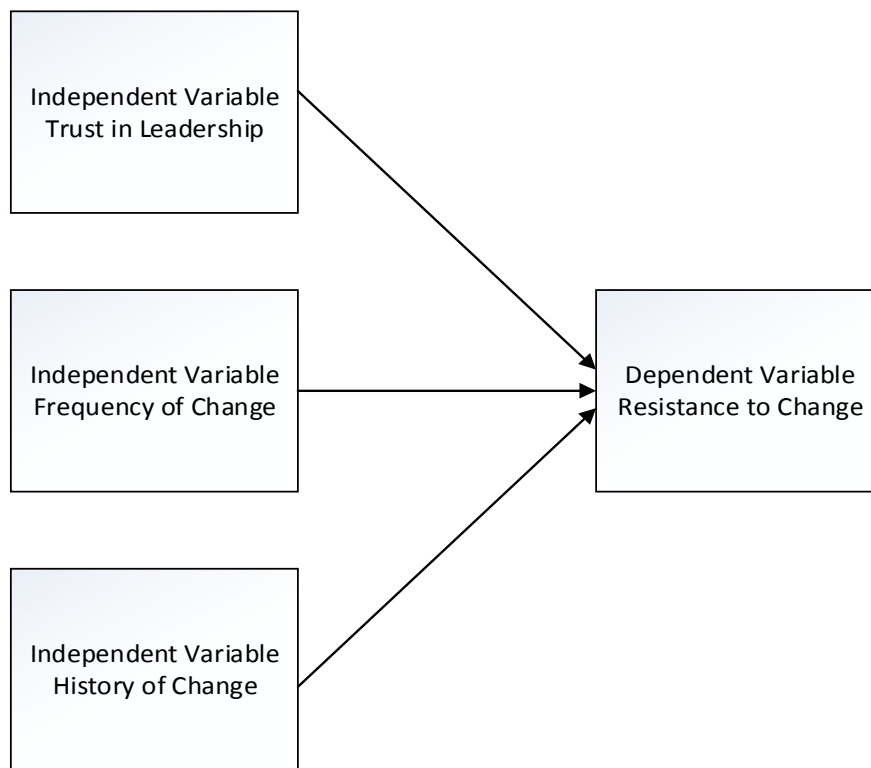 Independent Variable
Trust in Leadership
Independent Variable
Frequency of Change
Dependent Variable
Resistance to Change
Independent Variable
History of Change